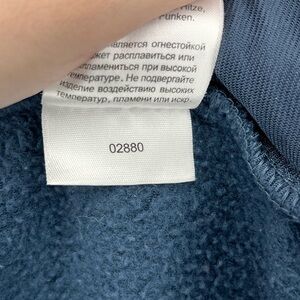 Hitze,
Funken.
является огнестойкой
может расплавиться или
воспламениться при высокой
температуре. Не подвергайте
изделие воздействию высоких
температур, пламени или искр.
02880